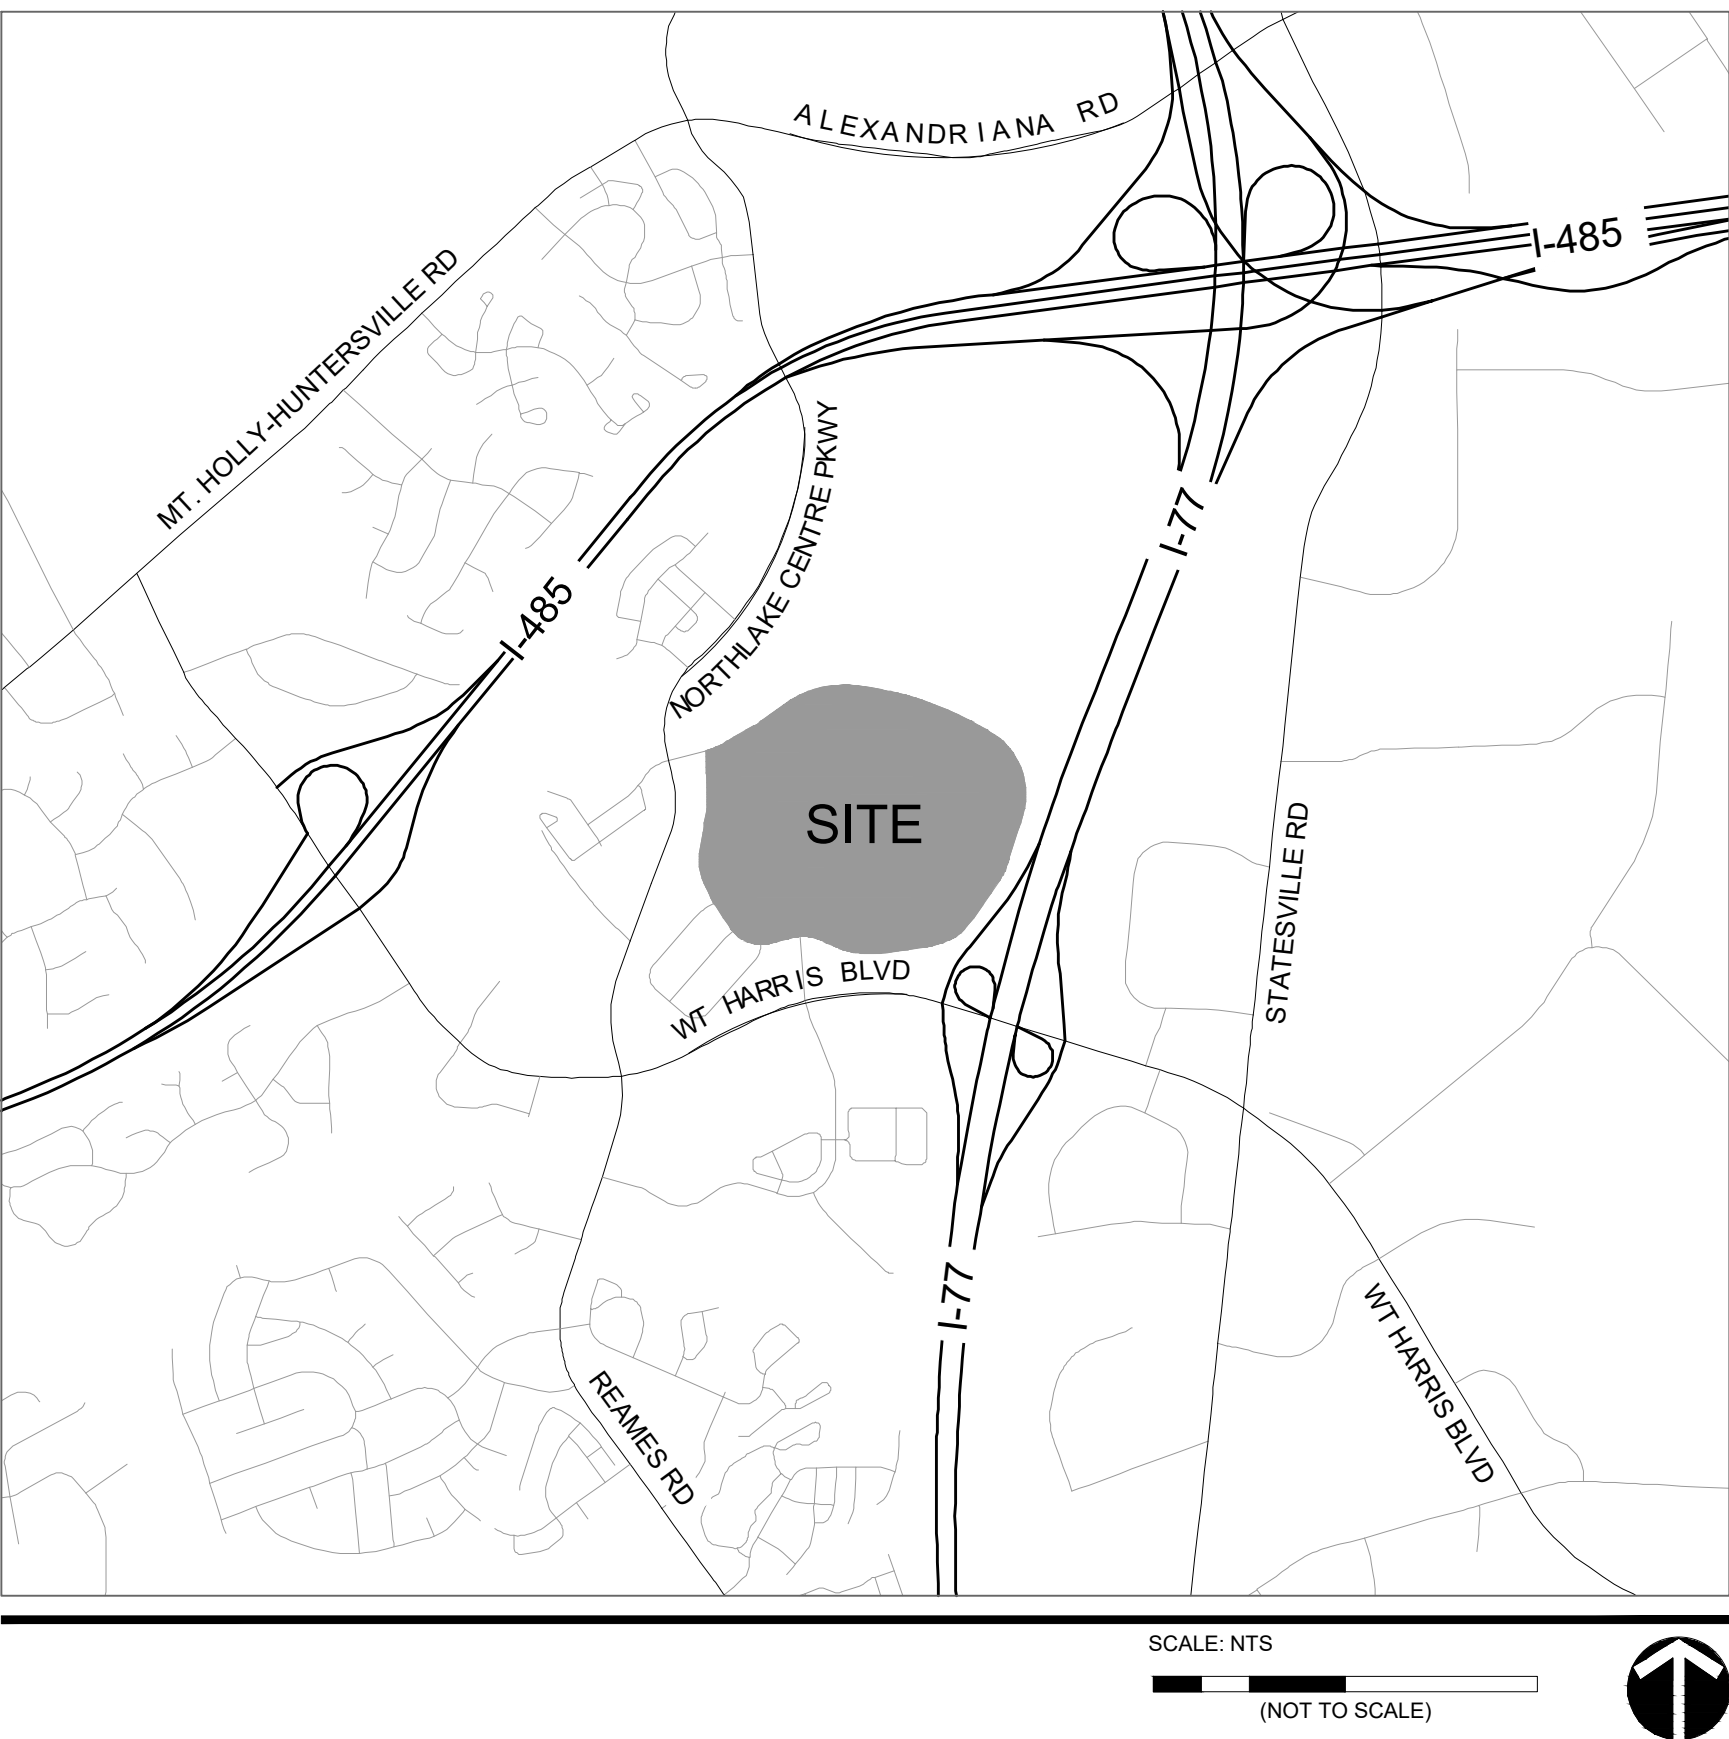 ALEXANDRIANA RD
I-485
MT. HOLLY-HUNTERSVILLE RD
NORTHLAKE CENTRE PKWY
I-77
I-485
SITE
STATESVILLE RD
WT HARRIS BLVD
I-77
WT HARRIS BLVD
REAMES RD
SCALE: NTS
(NOT TO SCALE)